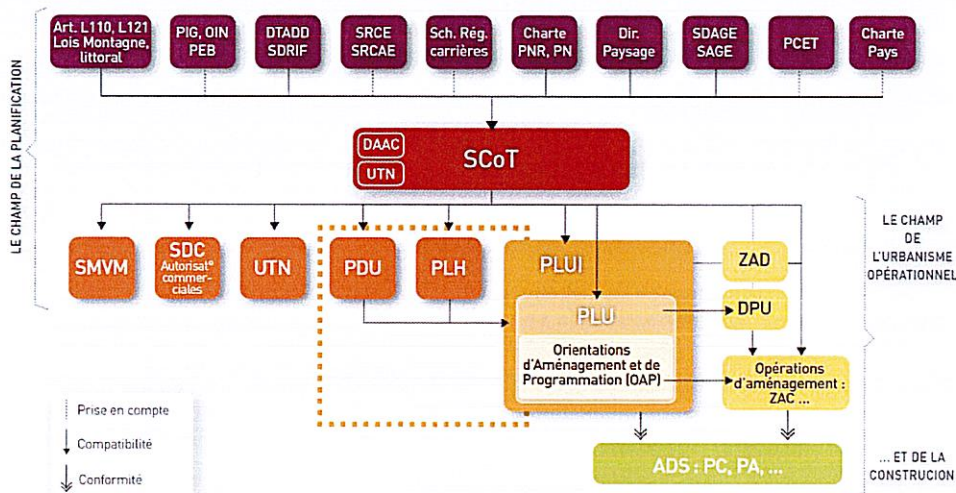 LE CHAMP DE LA PLANIFICATION
Art. L110, L121
Lois Montagne,
littoral
PIG, OIN
PEB
DTADD
SDRIF
SRCE
SRCAE
Sch. Rég.
carrières
Charte
PNR, PN
Dir.
Paysage
SDAGE
SAGE
PCET
Charte
Pays
DAAC
UTN
SCoT
SMVM
SDC
Autorisat°
commer-
ciales
UTN
PDU
PLH
PLUI
PLU
Orientations
d'Aménagement et de
Programmation (OAP)
ZAD
DPU
Opérations
d'aménagement :
ZAC ...
LE CHAMP
DE
L'URBANISME
OPÉRATIONNEL
Prise en compte
Compatibilité
Conformité
ADS : PC, PA, ...
... ET DE LA
CONSTRUCION